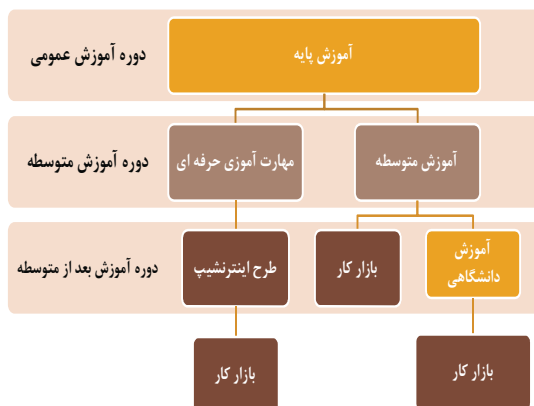 دوره آموزش عمومی
آموزش پایه
دوره آموزش متوسطه
مهارت آموزی حرفه ای
آموزش متوسطه
دوره آموزش بعد از متوسطه
طرح اینترنشیپ
بازار کار
آموزش
دانشگاهی
بازار کار
بازار کار